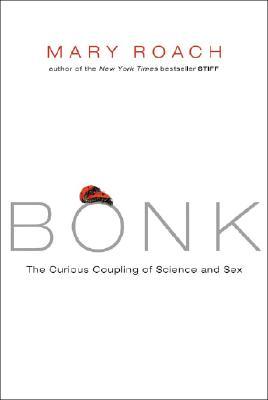 MARY ROACH
author of the New York Times bestseller STIFF
BONK
The Curious Coupling of Science and Sex